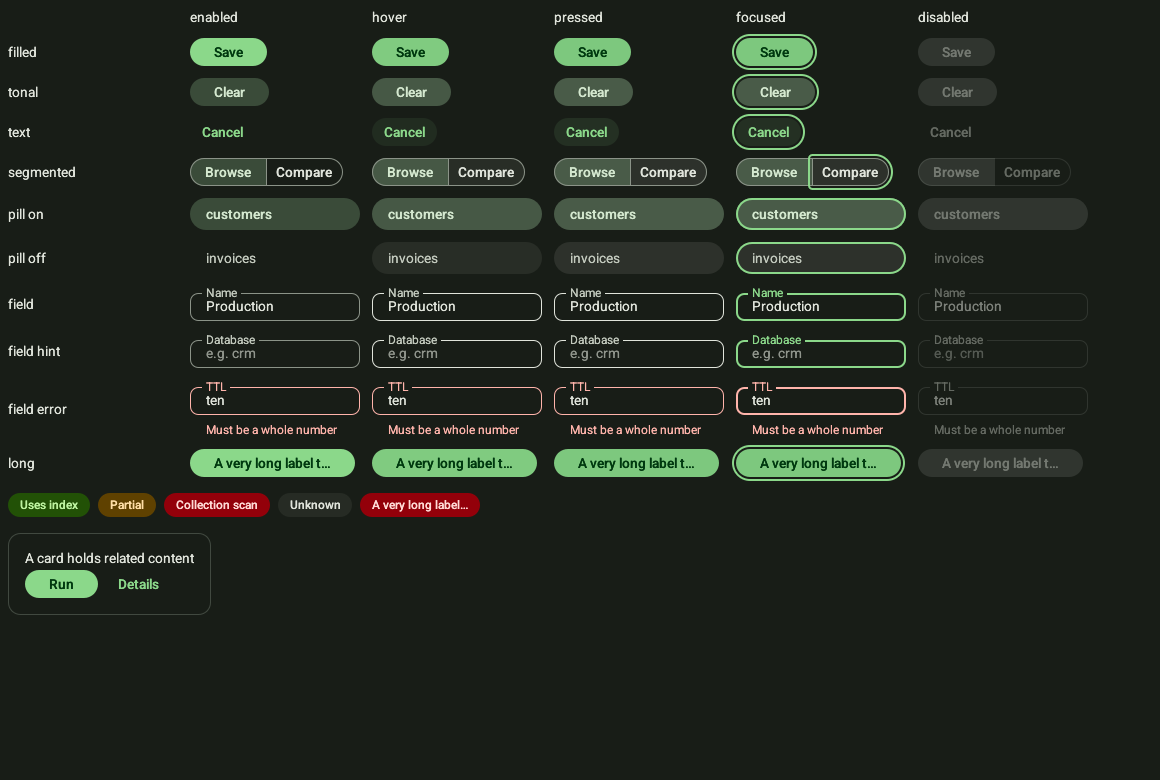 enabled hover pressed focused disabled
filled Save Save Save Save Save
tonal Clear Clear Clear Clear Clear
text Cancel Cancel Cancel Cancel Cancel
segmented Browse Compare Browse Compare Browse Compare Browse Compare Browse Compare
pill on customers customers customers customers customers
pill off invoices invoices invoices invoices invoices
Name Name Name Name Name
field Production Production Production Production Production
Database Database Database Database Database
field hint e.g. crm e.g. crm e.g. crm e.g. crm e.g. crm
TTL TTL TTL TTL TTL
field error ten ten ten ten ten
Must be a whole number Must be a whole number Must be a whole number Must be a whole number Must be a whole number
long A very long label t... A very long label t... A very long label t... A very long label t... A very long label t...
Uses index Partial Collection scan Unknown A very long label...
A card holds related content
Run Details